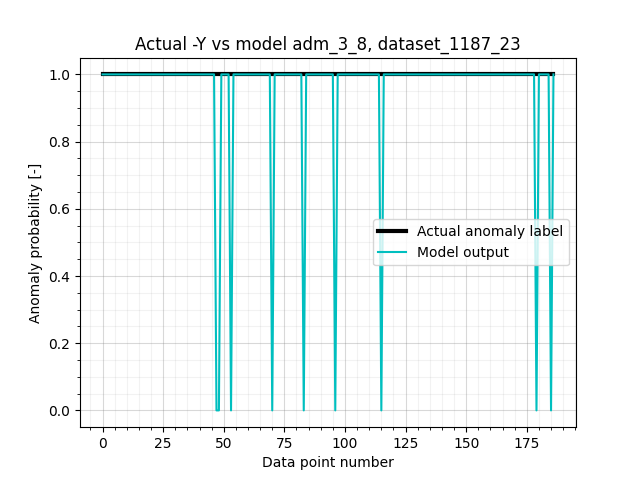 Actual -Y vs model adm_3_8, dataset_1187_23
Anomaly probability [-]
1.0
0.8
0.6
0.4
0.2
0.0
Actual anomaly label
Model output
0 25 50 75 100 125 150 175
Data point number